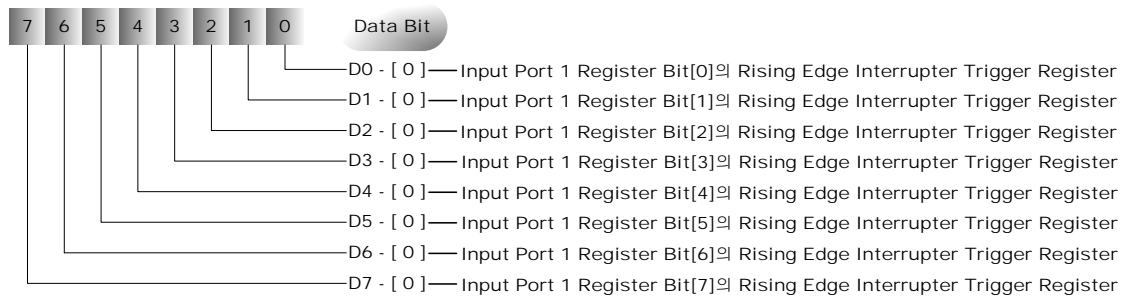 7 6 5 4 3 2 1 0 Data Bit
D0 - [ 0 ] Input Port 1 Register Bit[0]의 Rising Edge Interrupter Trigger Register
D1 - [ 0 ] Input Port 1 Register Bit[1]의 Rising Edge Interrupter Trigger Register
D2 - [ 0 ] Input Port 1 Register Bit[2]의 Rising Edge Interrupter Trigger Register
D3 - [ 0 ] Input Port 1 Register Bit[3]의 Rising Edge Interrupter Trigger Register
D4 - [ 0 ] Input Port 1 Register Bit[4]의 Rising Edge Interrupter Trigger Register
D5 - [ 0 ] Input Port 1 Register Bit[5]의 Rising Edge Interrupter Trigger Register
D6 - [ 0 ] Input Port 1 Register Bit[6]의 Rising Edge Interrupter Trigger Register
D7 - [ 0 ] Input Port 1 Register Bit[7]의 Rising Edge Interrupter Trigger Register